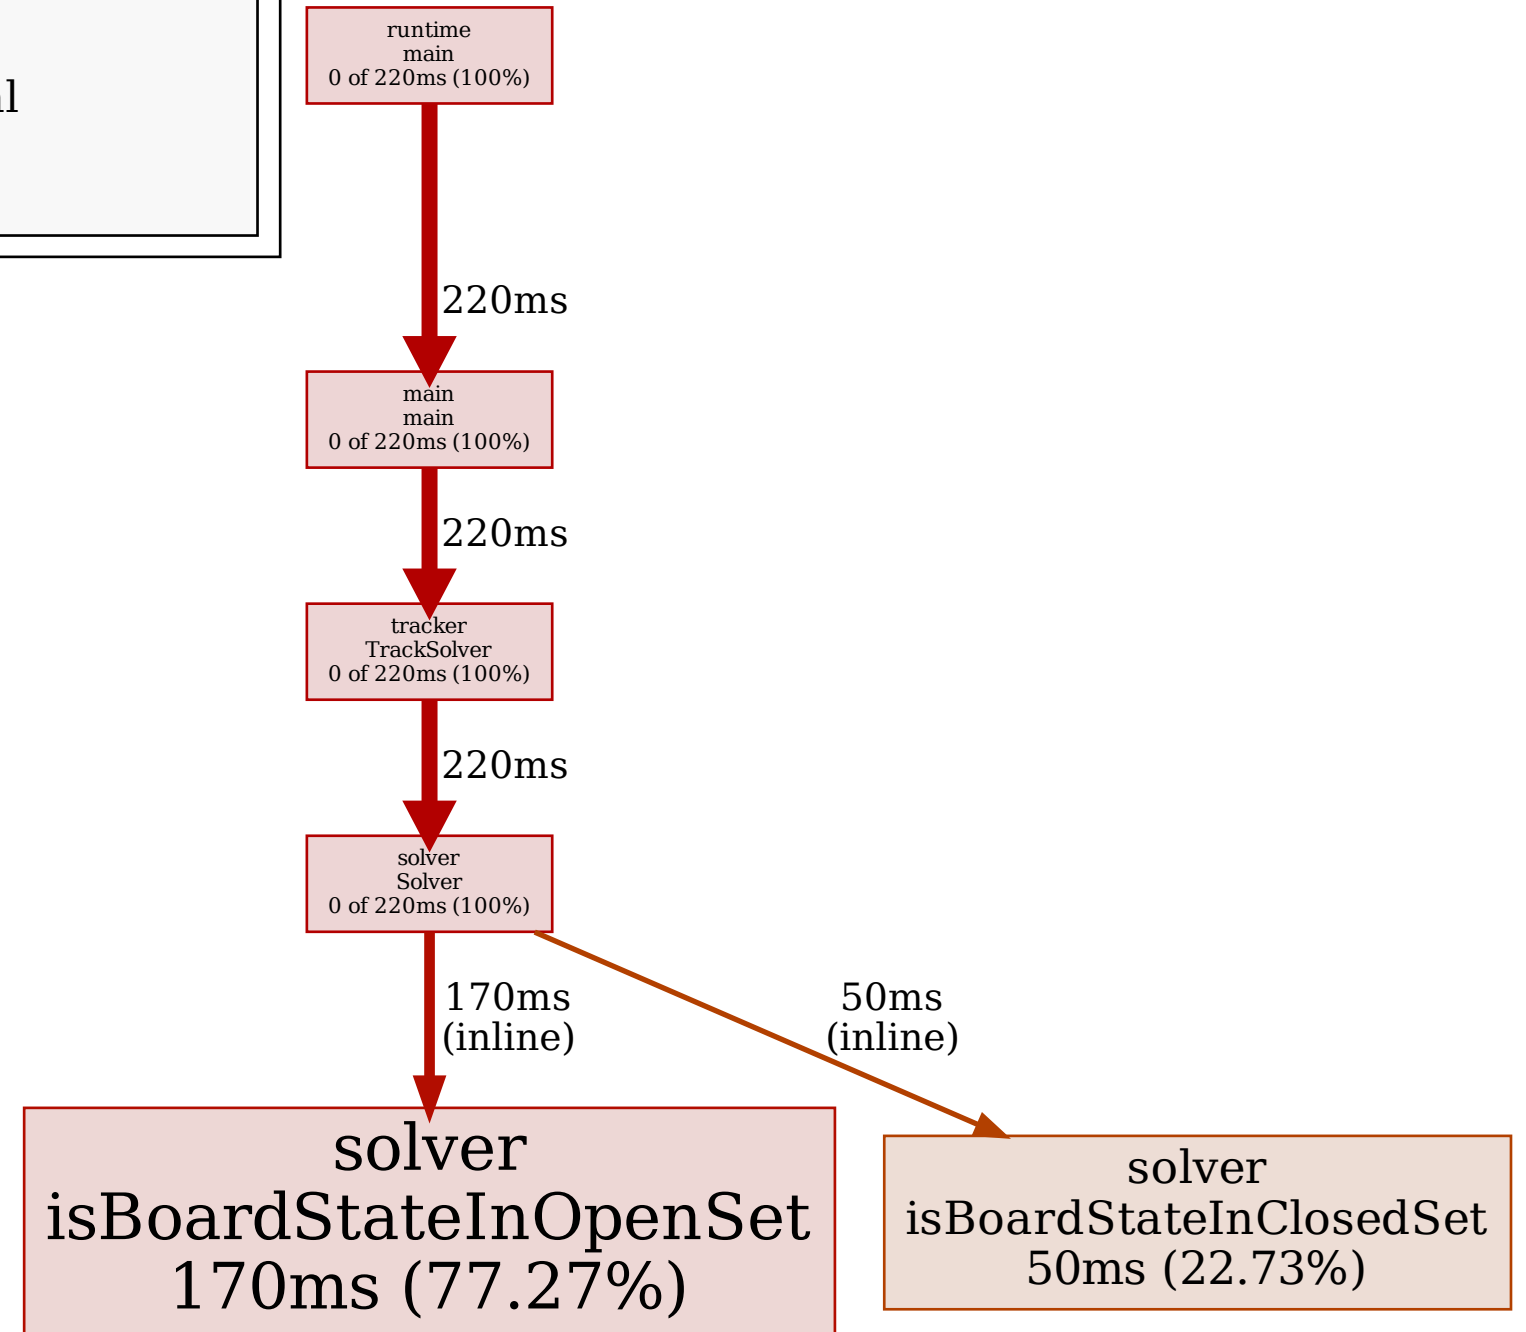 runtime
main
0 of 220ms (100%)
220ms
main
main
0 of 220ms (100%)
220ms
tracker
TrackSolver
0 of 220ms (100%)
220ms
solver
Solver
0 of 220ms (100%)
170ms
(inline)
50ms
(inline)
solver
isBoardStateInOpenSet
170ms (77.27%)
solver
isBoardStateInClosedSet
50ms (22.73%)